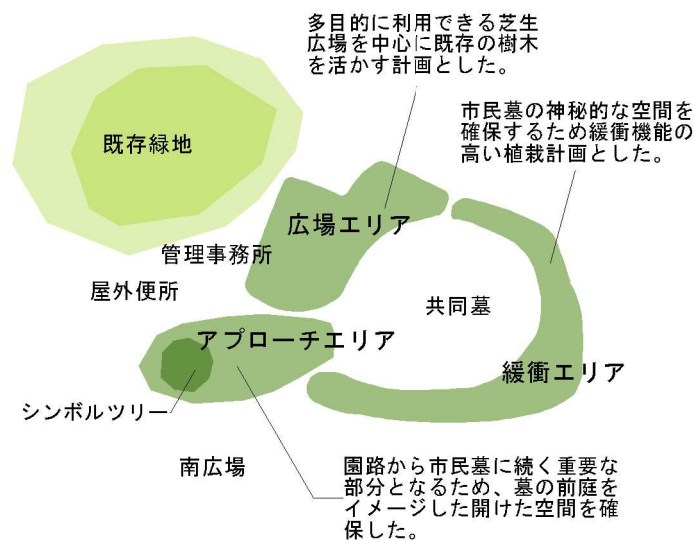 多目的に利用できる芝生
広場を中心に既存の樹木
を活かす計画とした。
市民墓の神秘的な空間を
確保するため緩衝機能の
高い植栽計画とした。
既存緑地
広場エリア
管理事務所
屋外便所
共同墓
アプローチエリア
緩衝エリア
シンボルツリー
南広場
園路から市民墓に続く重要な
部分となるため、墓の前庭を
イメージした開けた空間を確
保した。